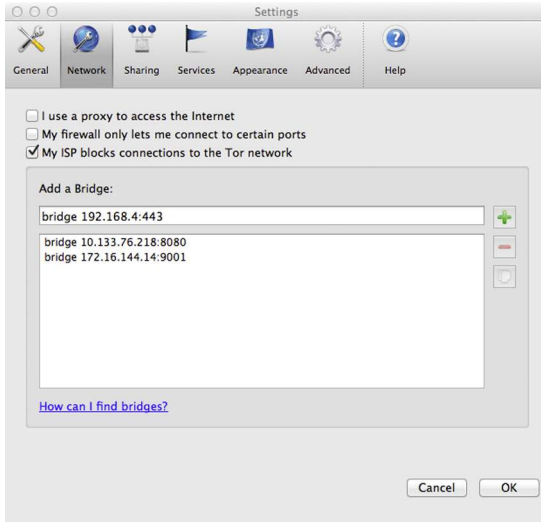 Settings
General Network Sharing Services Appearance Advanced Help
I use a proxy to access the Internet
My firewall only lets me connect to certain ports
My ISP blocks connections to the Tor network
Add a Bridge:
bridge 192.168.4:443
bridge 10.133.76.218:8080
bridge 172.16.144.14:9001
How can I find bridges?
Cancel OK